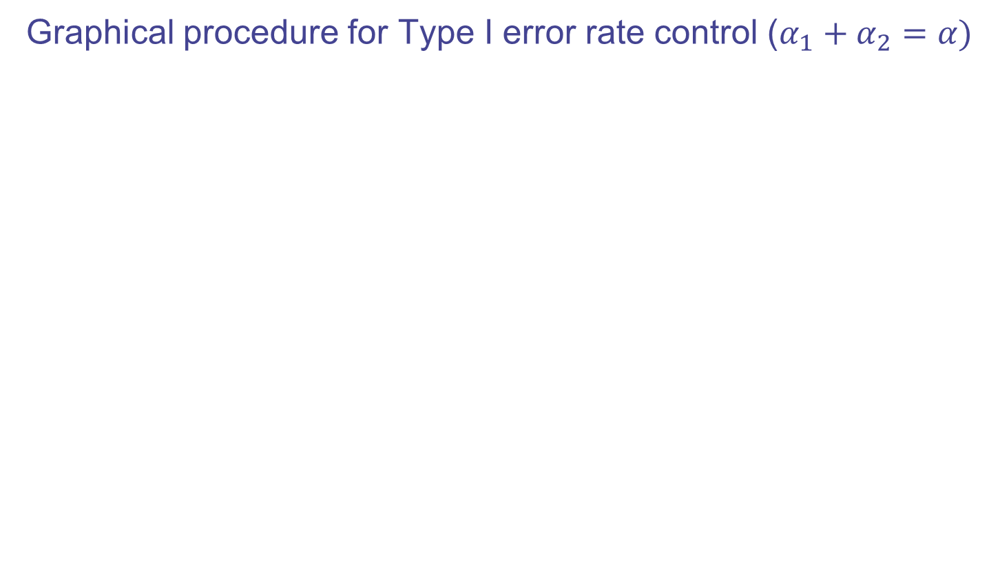 Graphical procedure for Type I error rate control (𝛼₁ + 𝛼₂ = 𝛼)